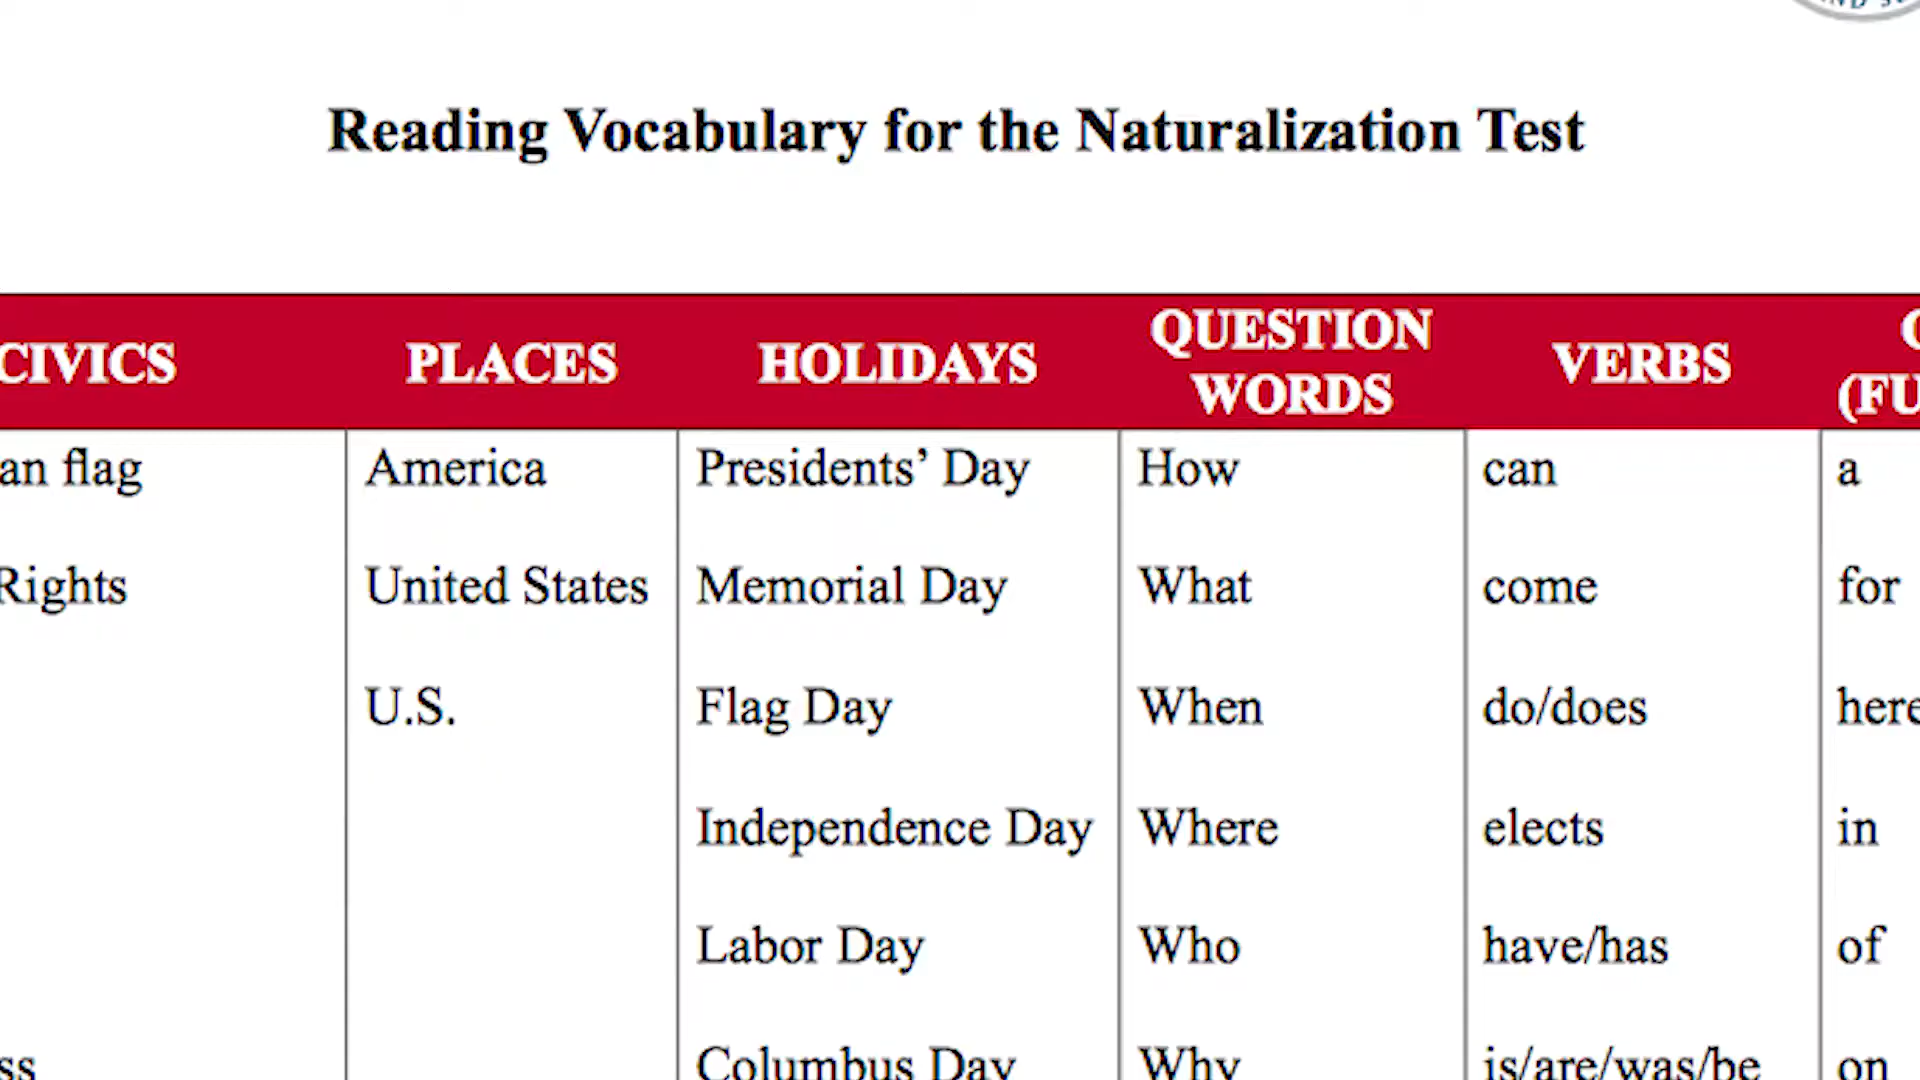 Reading Vocabulary for the Naturalization Test
CIVICS PLACES HOLIDAYS QUESTION WORDS VERBS
an flag America Presidents’ Day How can a
Rights United States Memorial Day What come for
U.S. Flag Day When do/does here
Independence Day Where elects in
Labor Day Who have/has of
ss Columbus Day Why is/are/was/be on